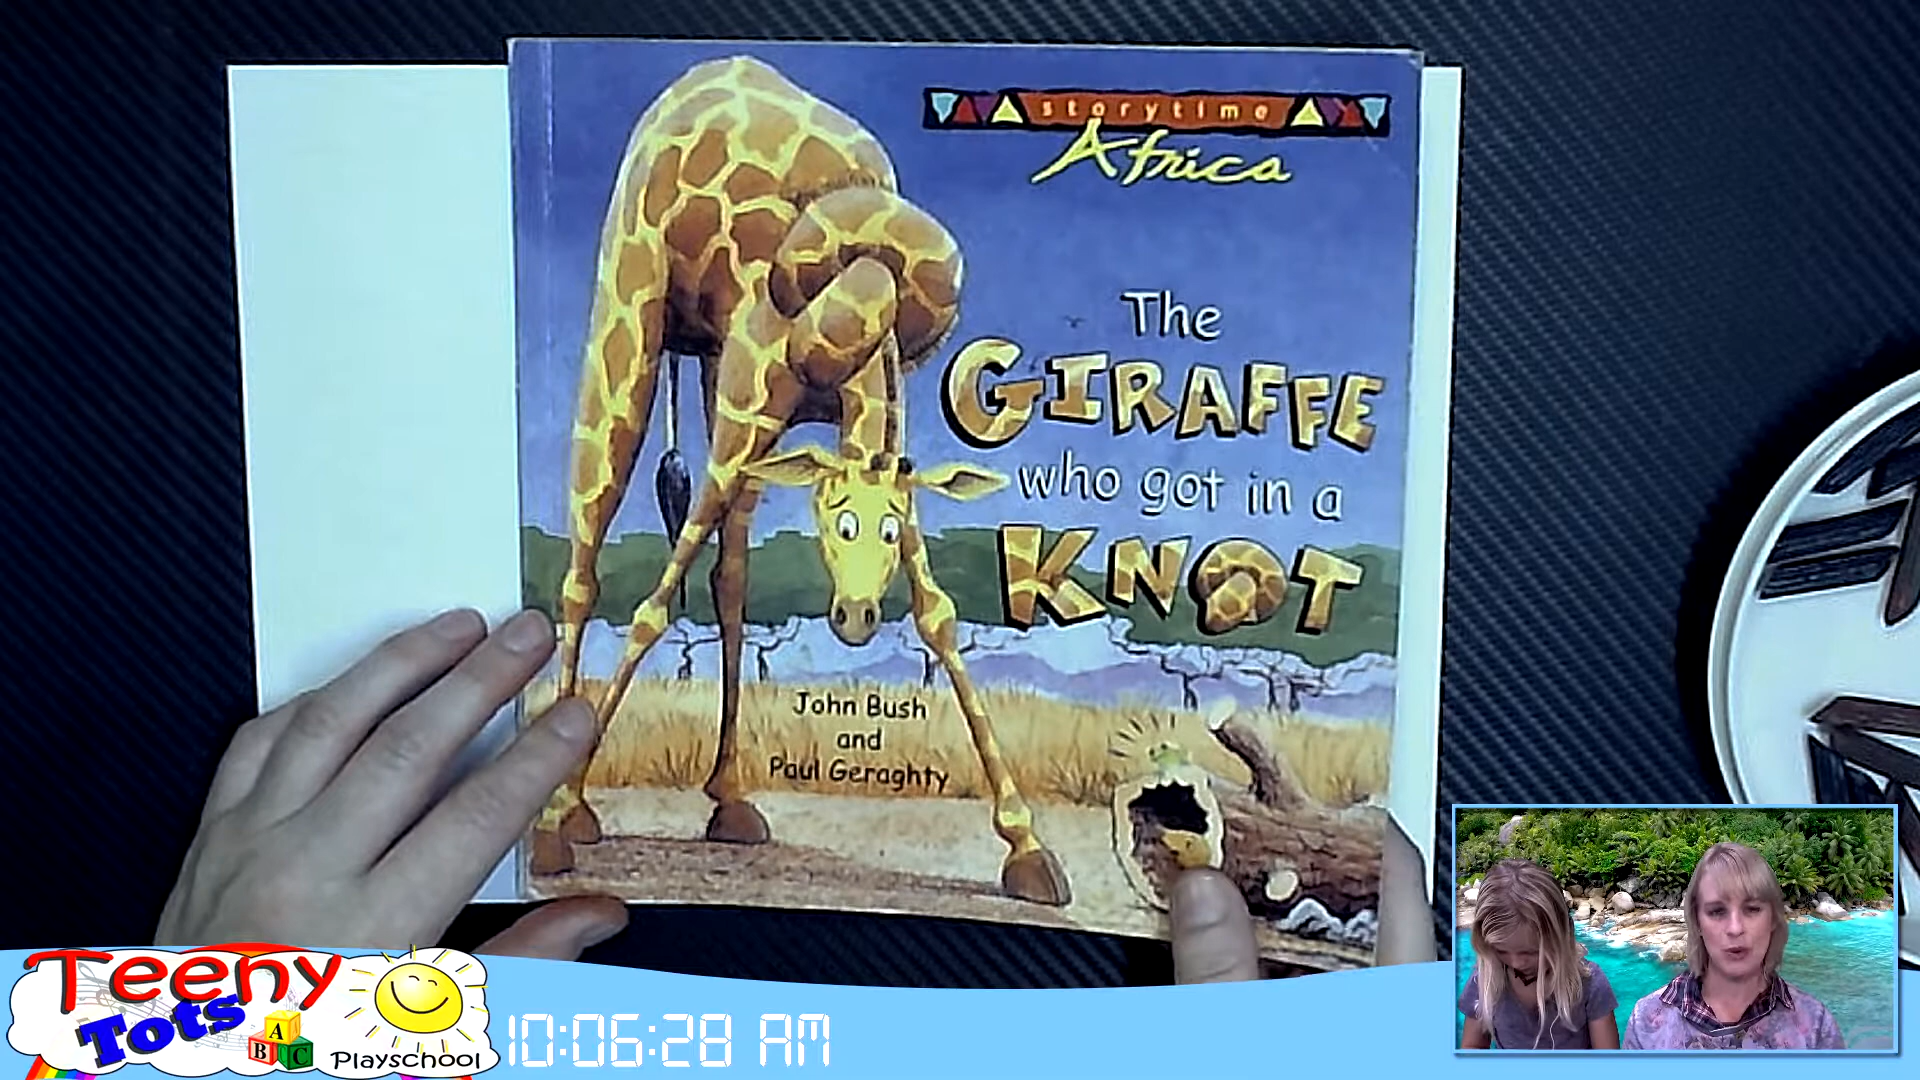 storytime
Africa
The
GIRAFFE
who got in a
KNOT
John Bush
and
Paul Geraghty
Teeny
Tots
A
B C
Playschool
10:06:28 AM